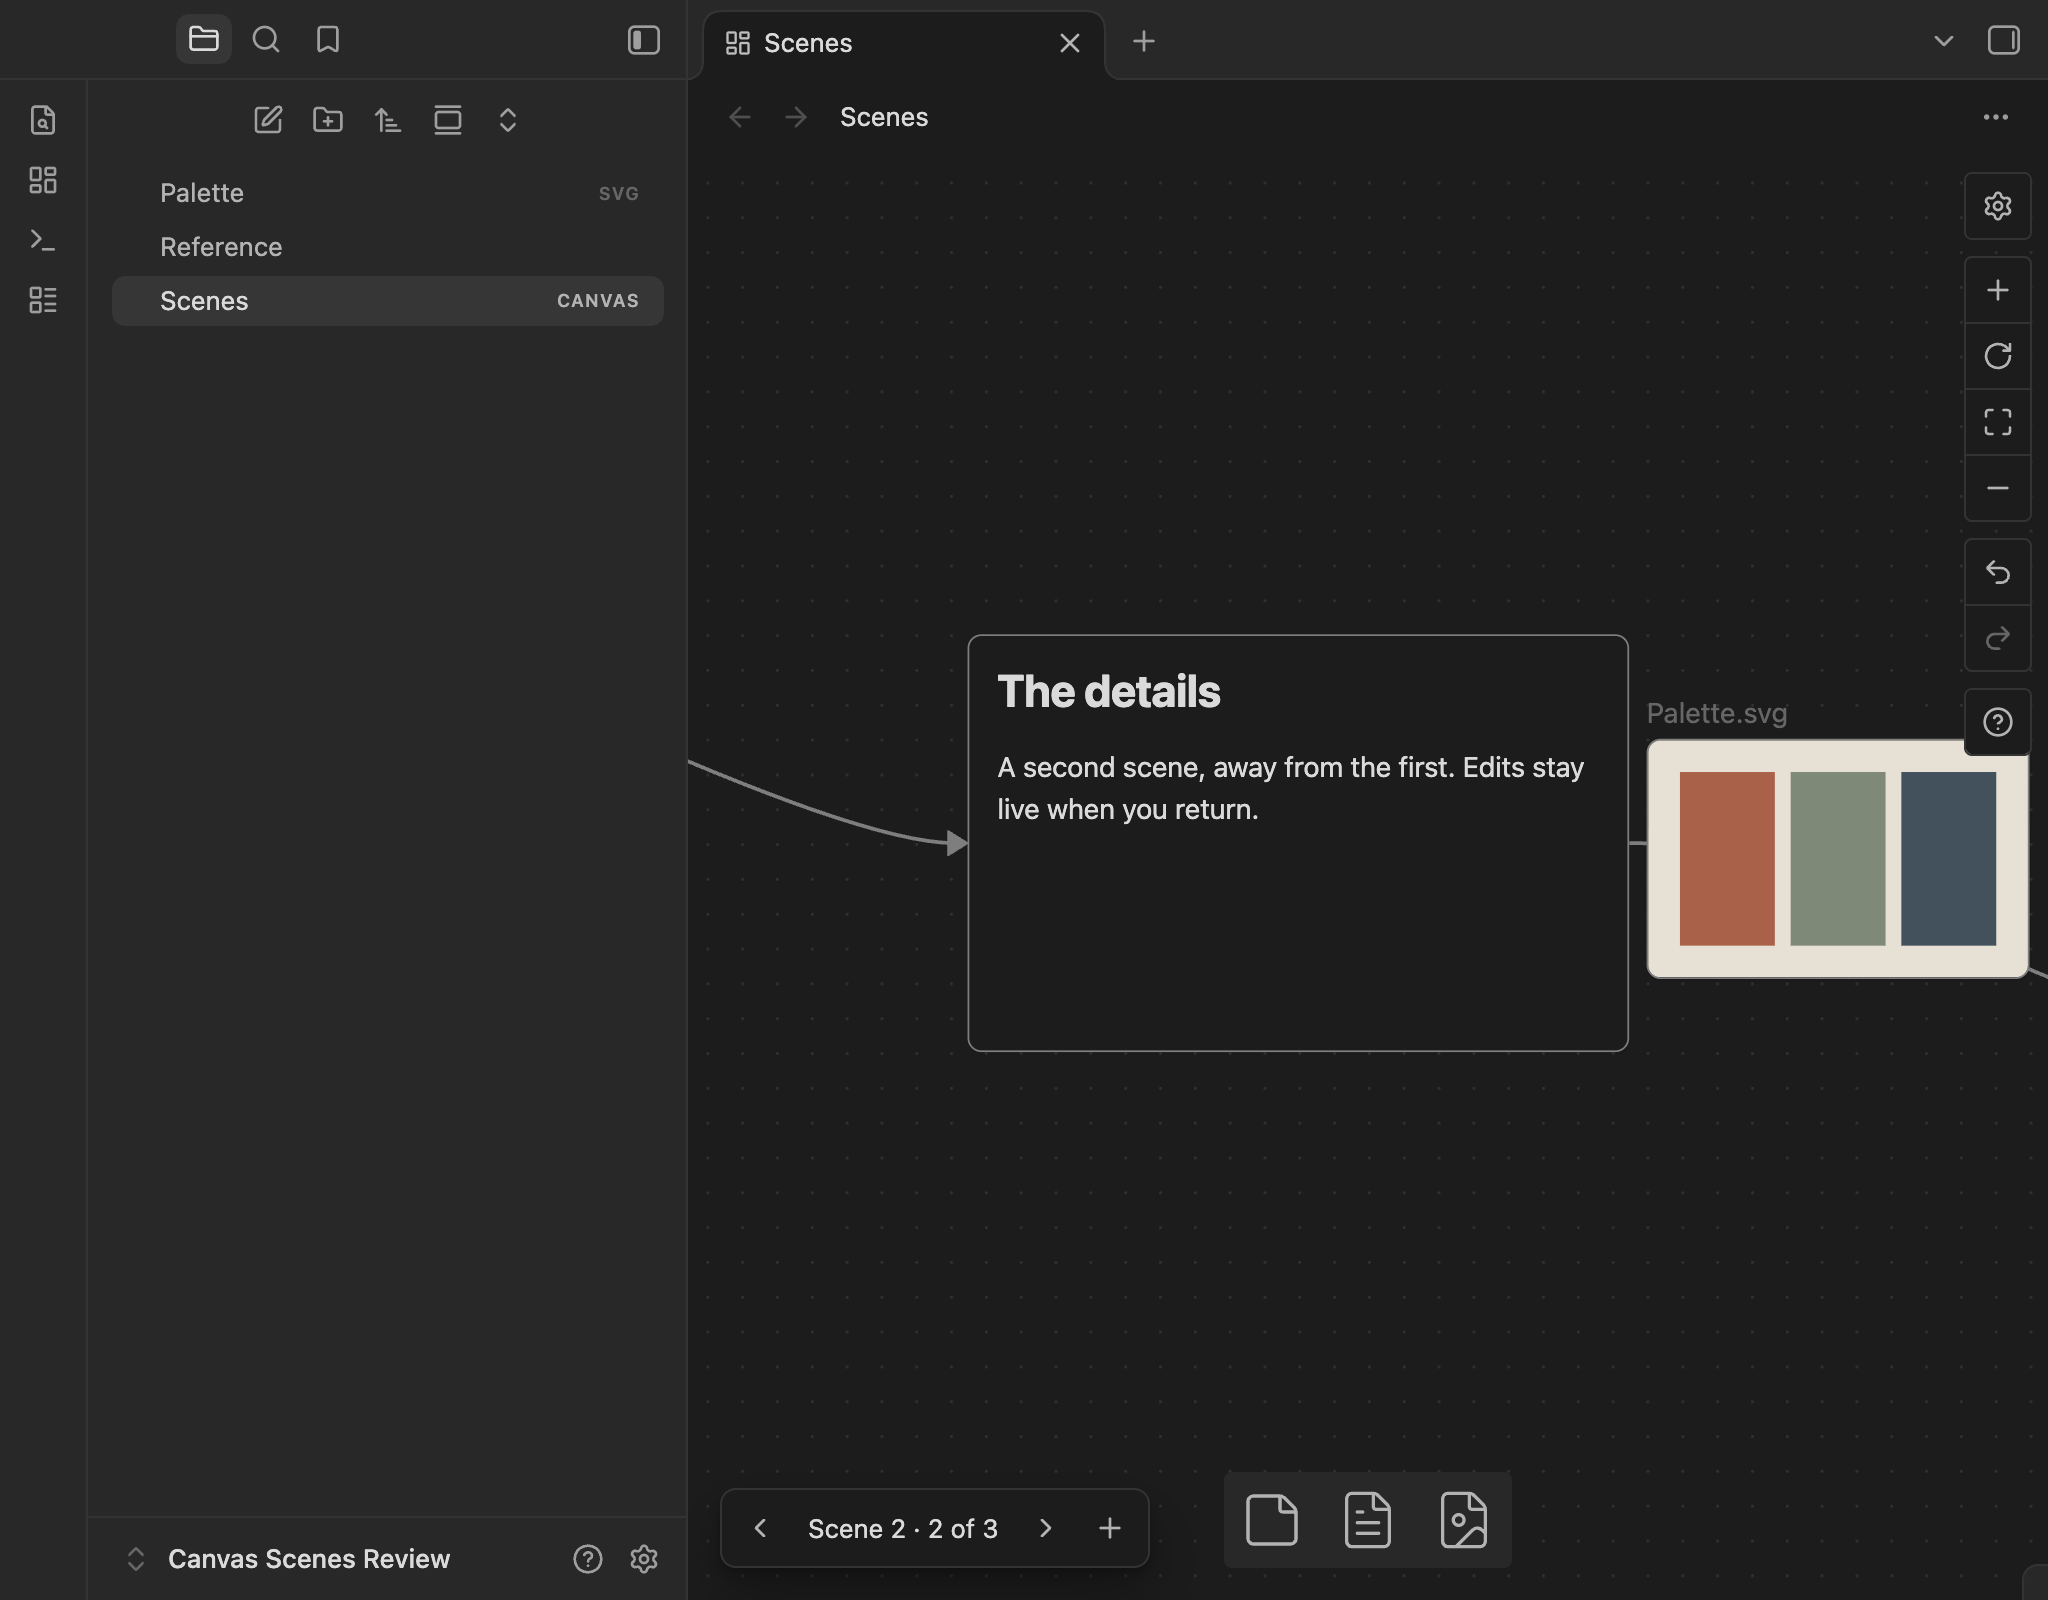 Scenes
Scenes
Palette SVG
Reference
Scenes CANVAS
The details
A second scene, away from the first. Edits stay
live when you return.
Palette.svg
Scene 2 · 2 of 3
Canvas Scenes Review